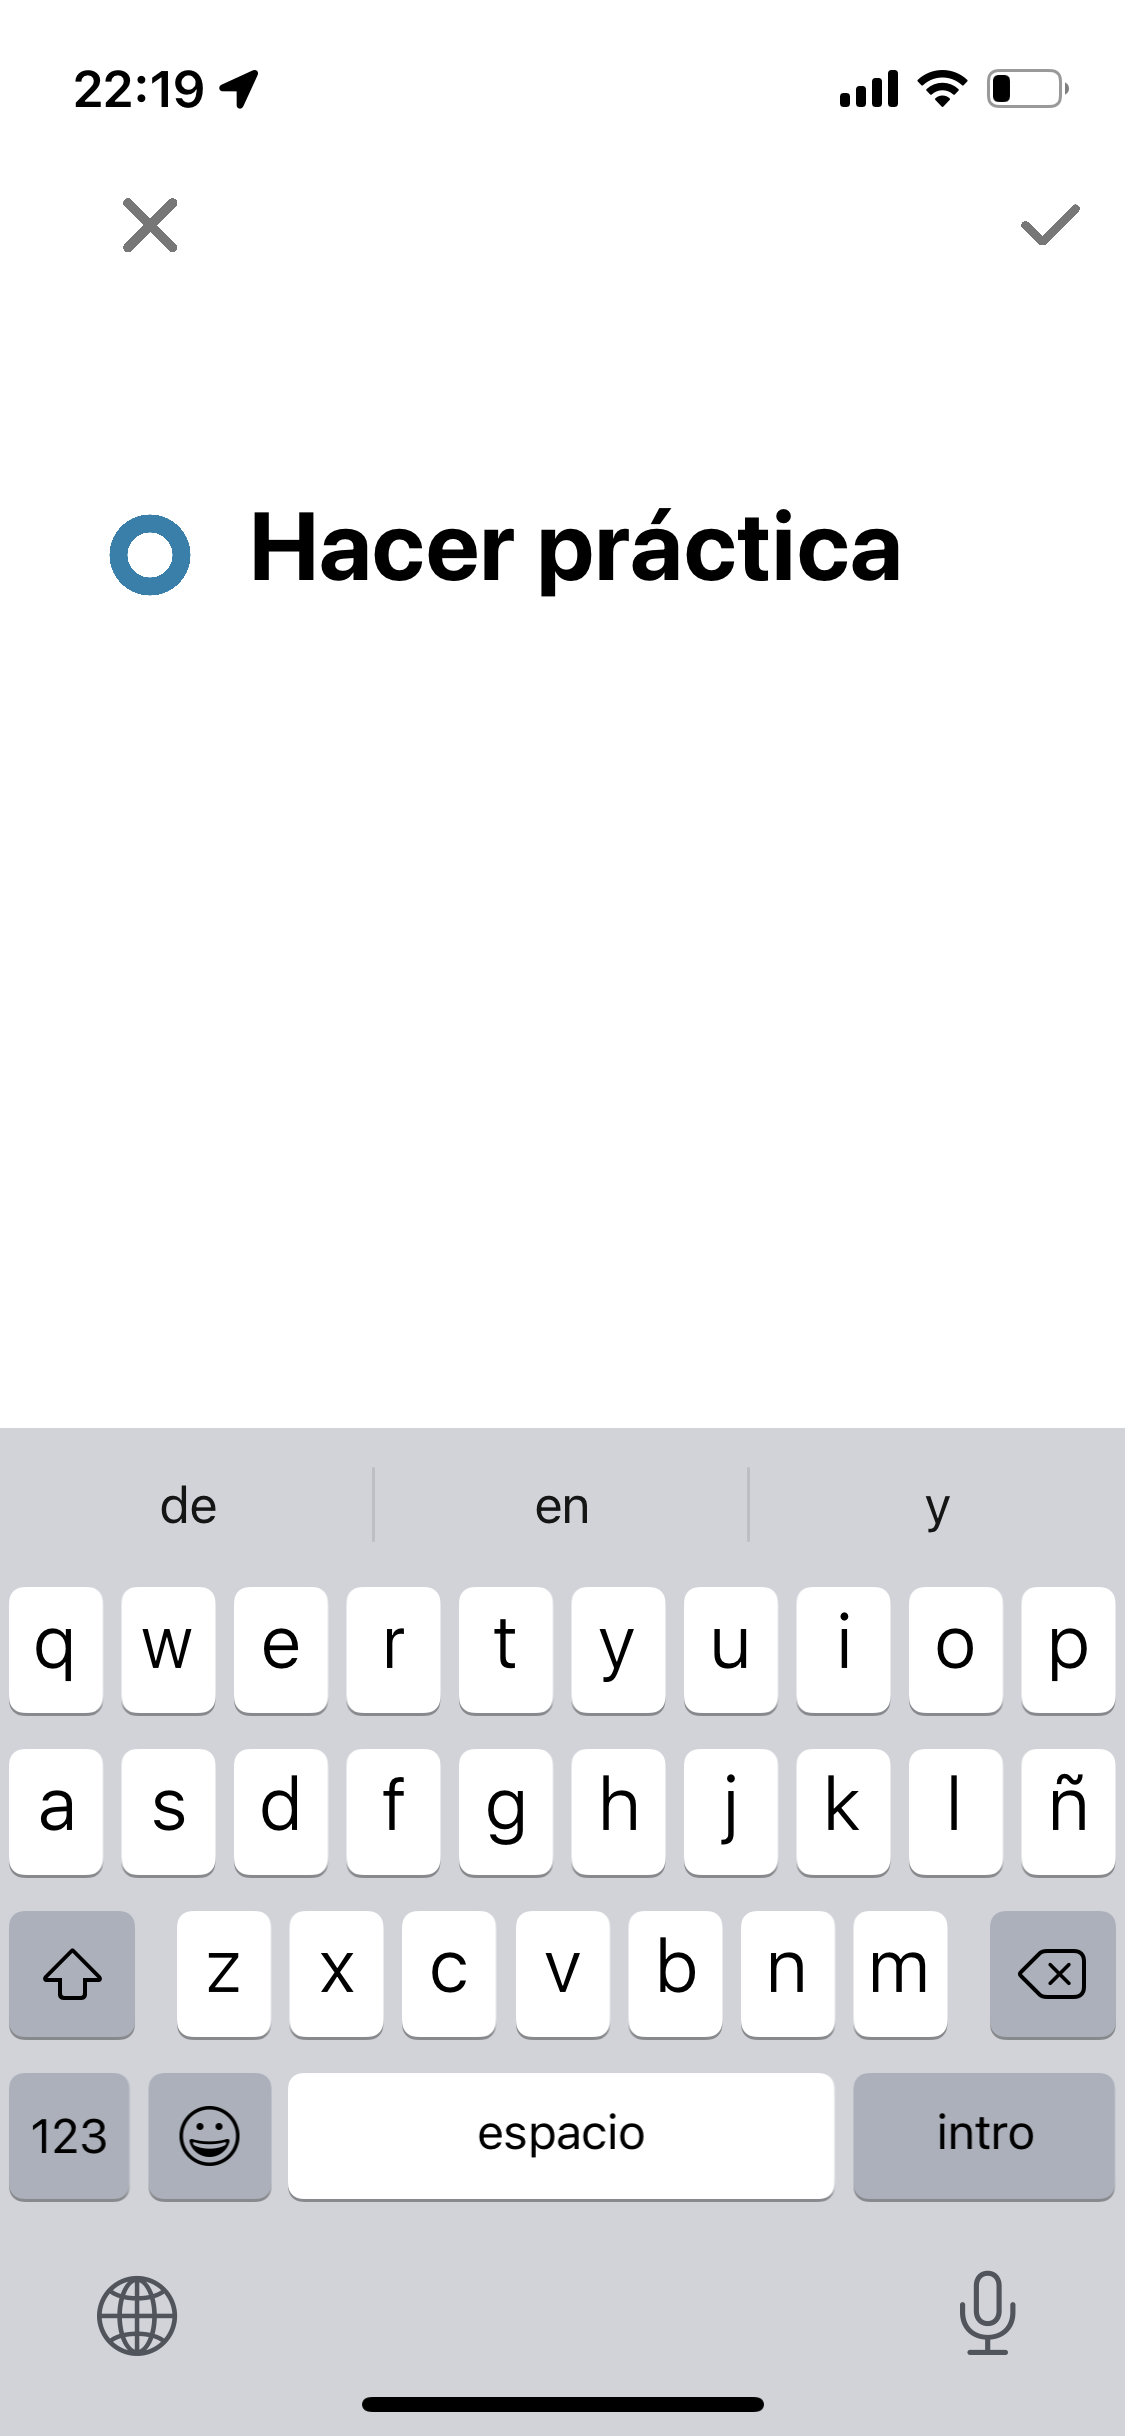 22:19
Hacer práctica
de en y
q w e r t y u i o p
a s d f g h j k l ñ
z x c v b n m
123 espacio intro